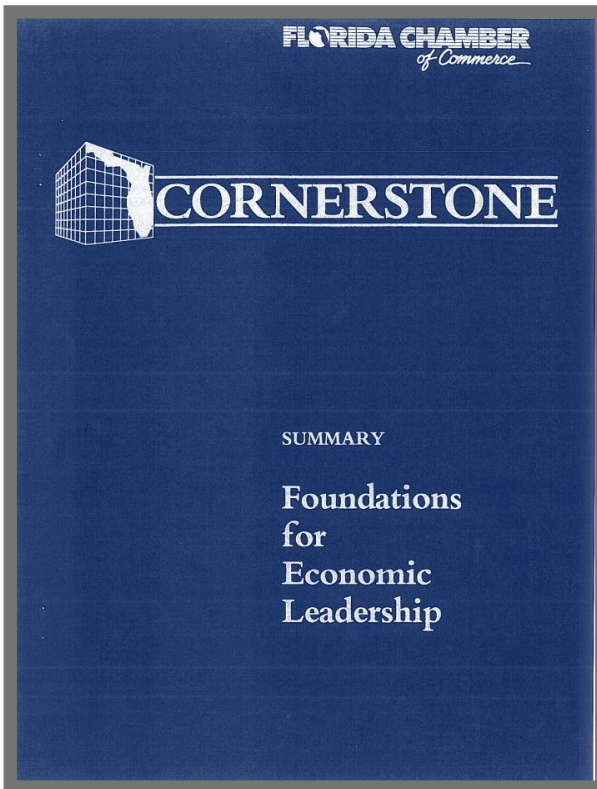 FLORIDA CHAMBER
of Commerce
CORNERSTONE
SUMMARY
Foundations
for
Economic
Leadership